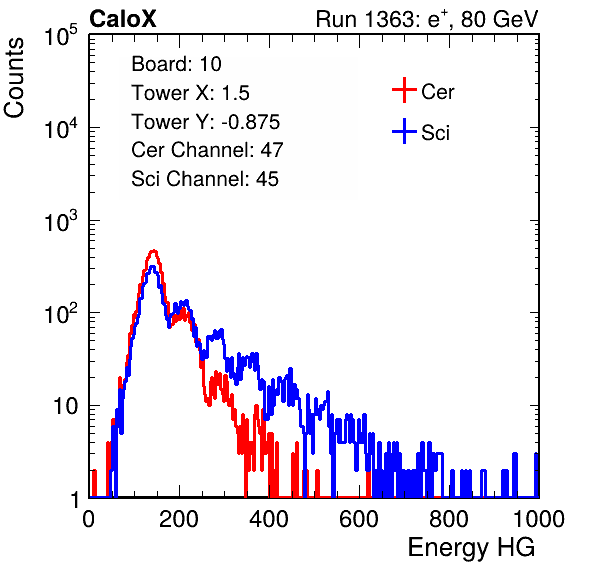 CaloX Run 1363: e⁺, 80 GeV
Counts
Board: 10
Tower X: 1.5
Tower Y: -0.875
Cer Channel: 47
Sci Channel: 45
Cer
Sci
10⁵
10⁴
10³
10²
10
1
0 200 400 600 800 1000
Energy HG